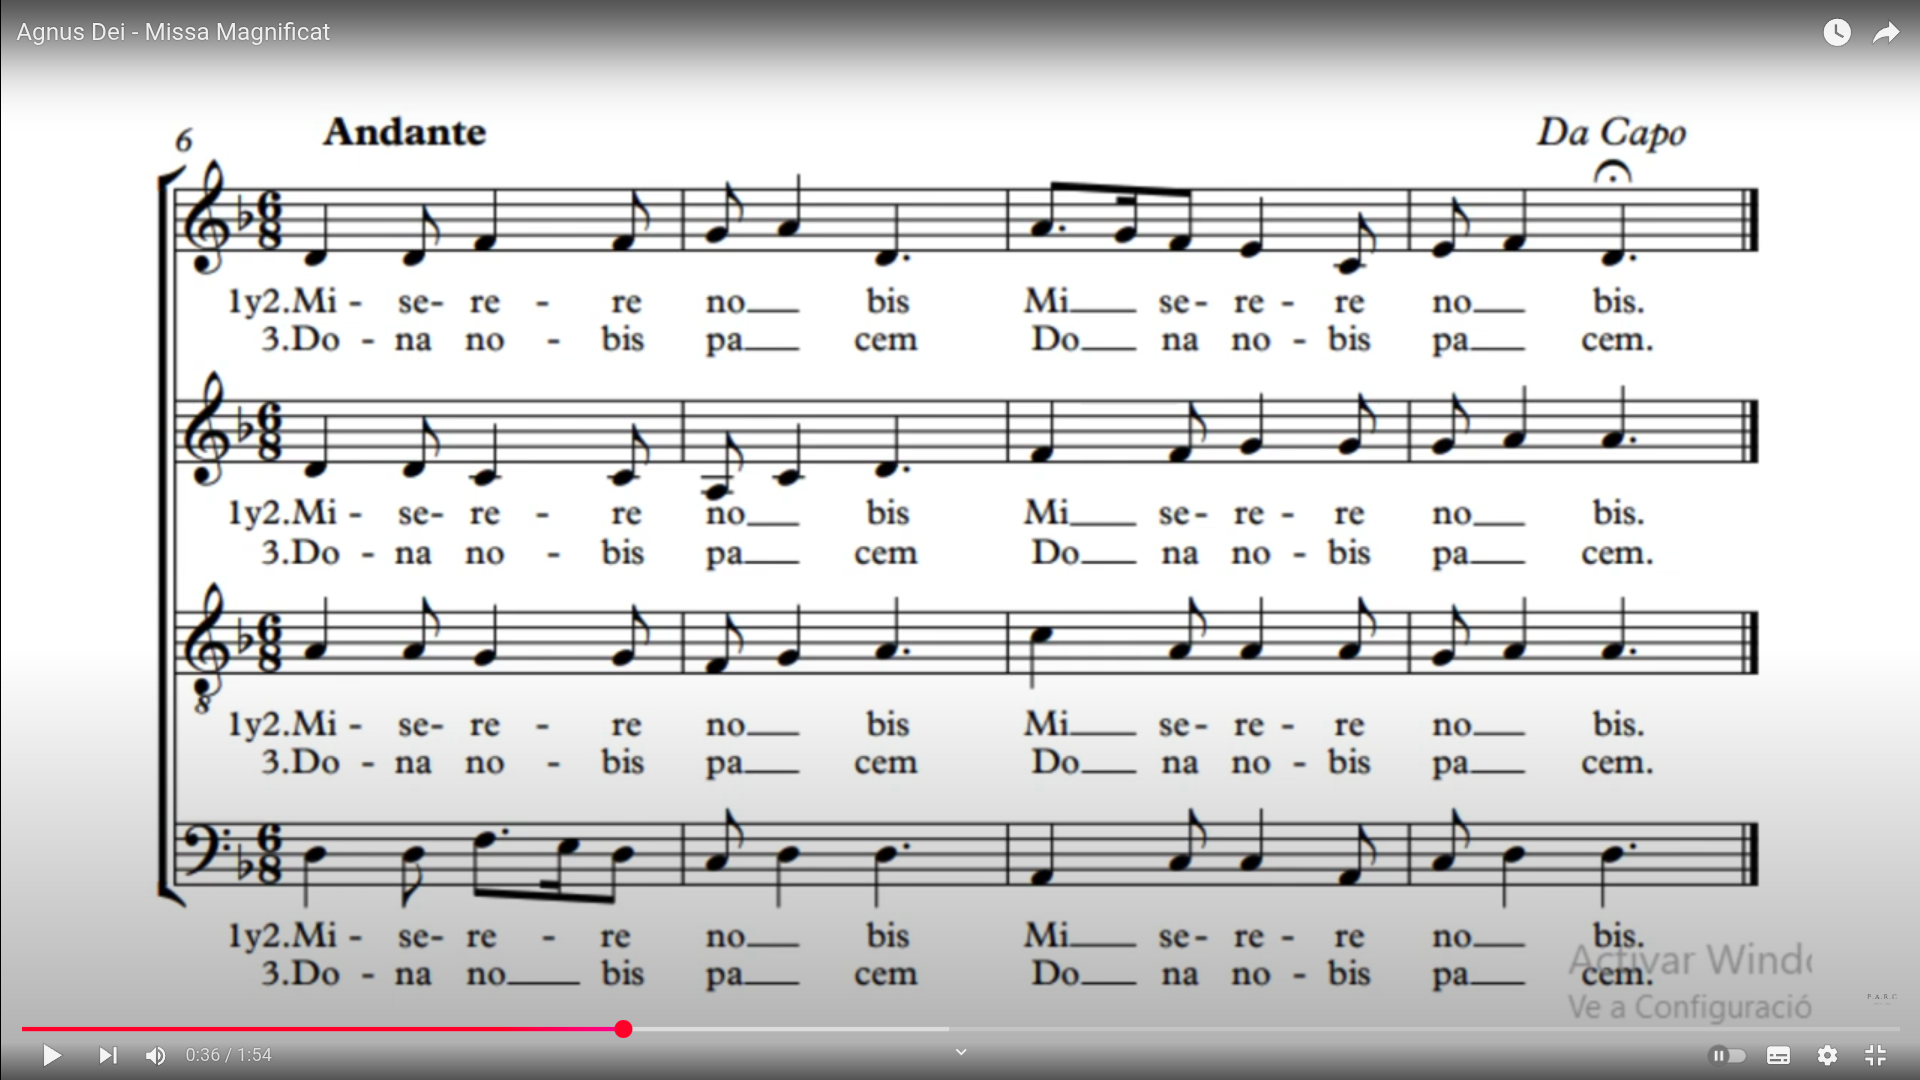 Agnus Dei - Missa Magnificat
6 Andante Da Capo
6 8
1y2.Mi - se- re - re no___ bis Mi___ se- re - re no___ bis.
3.Do - na no - bis pa___ cem Do___ na no - bis pa___ cem.
6 8
1y2.Mi - se- re - re no___ bis Mi___ se- re - re no___ bis.
3.Do - na no - bis pa___ cem Do___ na no - bis pa___ cem.
6 8
8
1y2.Mi - se- re - re no___ bis Mi___ se- re - re no___ bis.
3.Do - na no - bis pa___ cem Do___ na no - bis pa___ cem.
6 8
1y2.Mi - se- re - re no___ bis Mi___ se- re - re no___ bis.
3.Do - na no___ bis pa___ cem Do___ na no - bis pa___ cem.
Activar Windo
Ve a Configuració
P.A.R.C
0:36 / 1:54